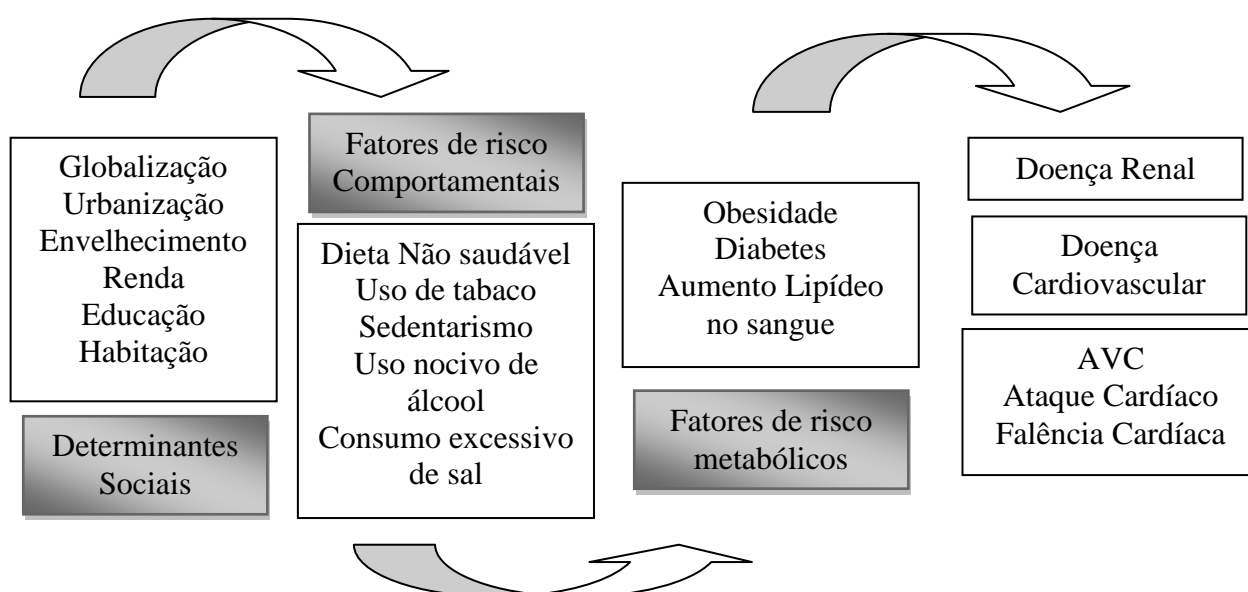 Globalização
Urbanização
Envelhecimento
Renda
Educação
Habitação
Determinantes
Sociais
Fatores de risco
Comportamentais
Dieta Não saudável
Uso de tabaco
Sedentarismo
Uso nocivo de
álcool
Consumo excessivo
de sal
Obesidade
Diabetes
Aumento Lipídeo
no sangue
Fatores de risco
metabólicos
Doença Renal
Doença
Cardiovascular
AVC
Ataque Cardíaco
Falência Cardíaca